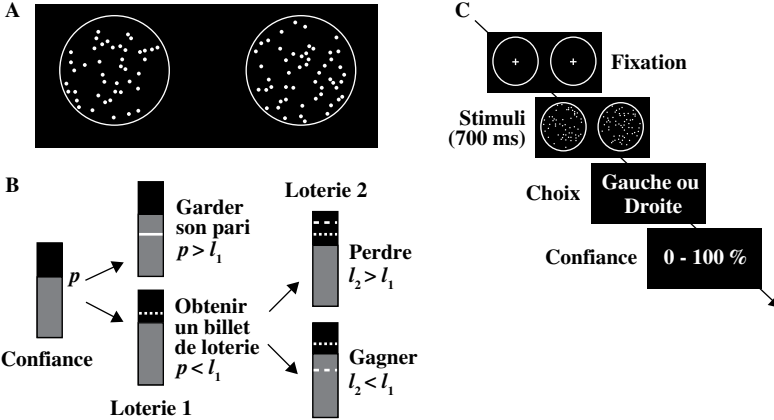 A
B
Confiance
p
Garder
son pari
p > l₁
Obtenir
un billet
de loterie
p < l₁
Loterie 1
Loterie 2
Perdre
l₂ > l₁
Gagner
l₂ < l₁
C
Fixation
Stimuli
(700 ms)
Choix
Gauche ou
Droite
Confiance
0 - 100 %